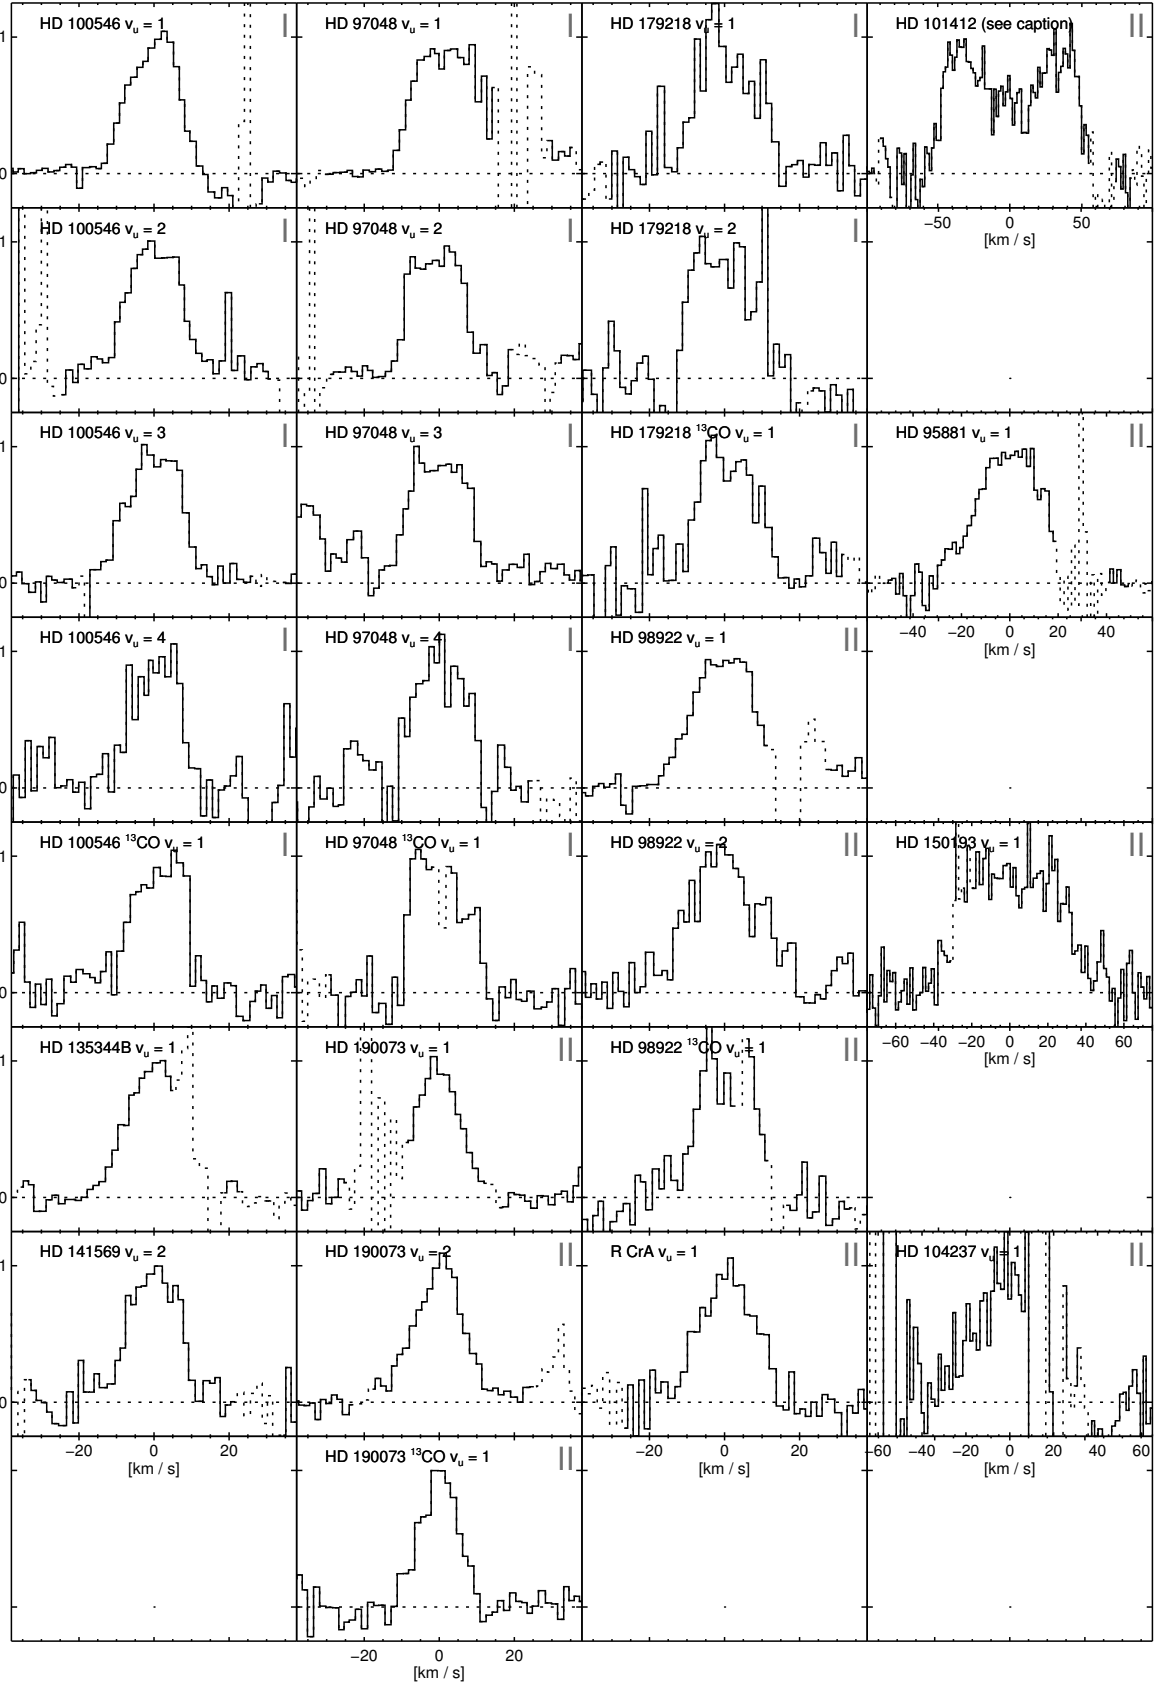 HD 100546 vu = 1 I
HD 97048 vu = 1 I
HD 179218 vu = 1 I
HD 101412 (see caption) II
1
0
−50 0 50
[km / s]
HD 100546 vu = 2 I
HD 97048 vu = 2 I
HD 179218 vu = 2 I
1
0
HD 100546 vu = 3 I
HD 97048 vu = 3 I
HD 179218 13CO vu = 1 I
HD 95881 vu = 1 II
1
0
−40 −20 0 20 40
[km / s]
HD 100546 vu = 4 I
HD 97048 vu = 4 I
HD 98922 vu = 1 II
1
0
HD 100546 13CO vu = 1 I
HD 97048 13CO vu = 1 I
HD 98922 vu = 2 II
HD 150193 vu = 1 II
1
0
−60 −40 −20 0 20 40 60
[km / s]
HD 135344B vu = 1 I
HD 190073 vu = 1 II
HD 98922 13CO vu = 1 II
1
0
HD 141569 vu = 2 II
HD 190073 vu = 2 II
R CrA vu = 1 II
HD 104237 vu = 1 II
1
0
−20 0 20
[km / s]
−20 0 20
[km / s]
−60 −40 −20 0 20 40 60
[km / s]
HD 190073 13CO vu = 1 II
−20 0 20
[km / s]